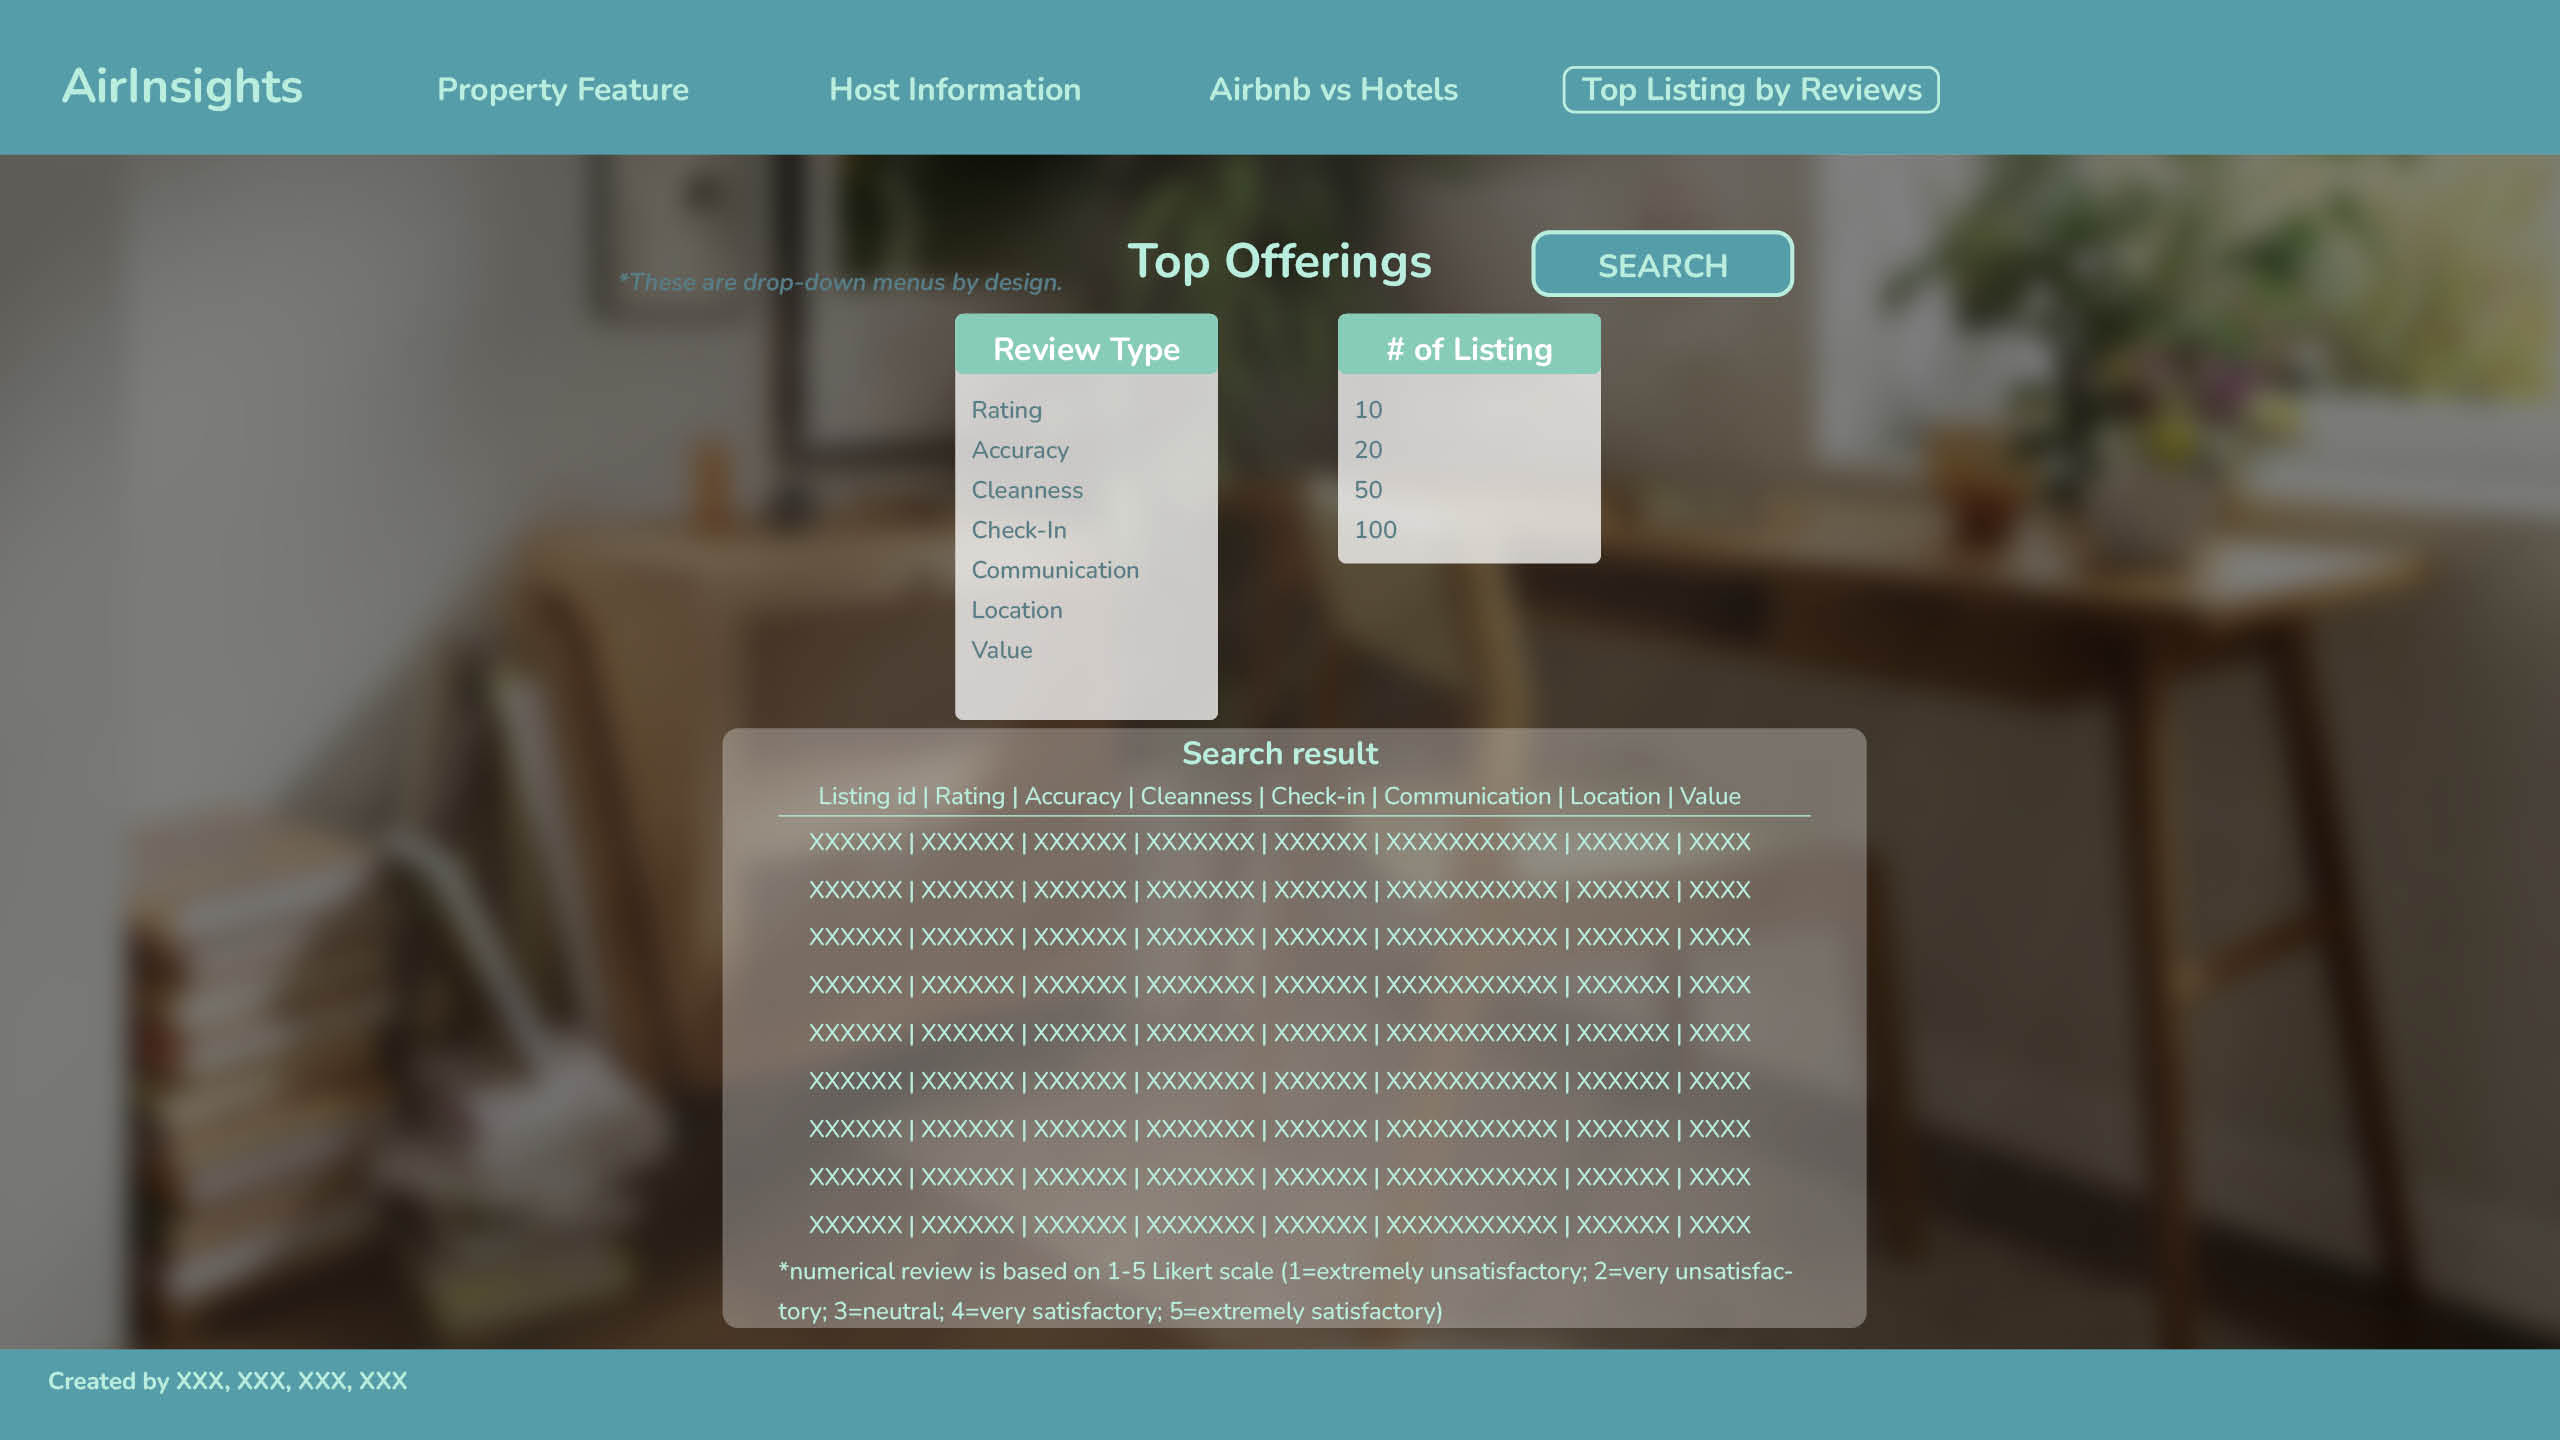 AirInsights
Property Feature
Host Information
Airbnb vs Hotels
Top Listing by Reviews
Top Offerings
SEARCH
*These are drop-down menus by design.
Review Type
Rating
Accuracy
Cleanness
Check-In
Communication
Location
Value
# of Listing
10
20
50
100
Search result
Listing id | Rating | Accuracy | Cleanness | Check-in | Communication | Location | Value
XXXXXX | XXXXXX | XXXXXX | XXXXXXX | XXXXXX | XXXXXXXXXXX | XXXXXX | XXXX
XXXXXX | XXXXXX | XXXXXX | XXXXXXX | XXXXXX | XXXXXXXXXXX | XXXXXX | XXXX
XXXXXX | XXXXXX | XXXXXX | XXXXXXX | XXXXXX | XXXXXXXXXXX | XXXXXX | XXXX
XXXXXX | XXXXXX | XXXXXX | XXXXXXX | XXXXXX | XXXXXXXXXXX | XXXXXX | XXXX
XXXXXX | XXXXXX | XXXXXX | XXXXXXX | XXXXXX | XXXXXXXXXXX | XXXXXX | XXXX
XXXXXX | XXXXXX | XXXXXX | XXXXXXX | XXXXXX | XXXXXXXXXXX | XXXXXX | XXXX
XXXXXX | XXXXXX | XXXXXX | XXXXXXX | XXXXXX | XXXXXXXXXXX | XXXXXX | XXXX
XXXXXX | XXXXXX | XXXXXX | XXXXXXX | XXXXXX | XXXXXXXXXXX | XXXXXX | XXXX
XXXXXX | XXXXXX | XXXXXX | XXXXXXX | XXXXXX | XXXXXXXXXXX | XXXXXX | XXXX
*numerical review is based on 1-5 Likert scale (1=extremely unsatisfactory; 2=very unsatisfac-
tory; 3=neutral; 4=very satisfactory; 5=extremely satisfactory)
Created by XXX, XXX, XXX, XXX